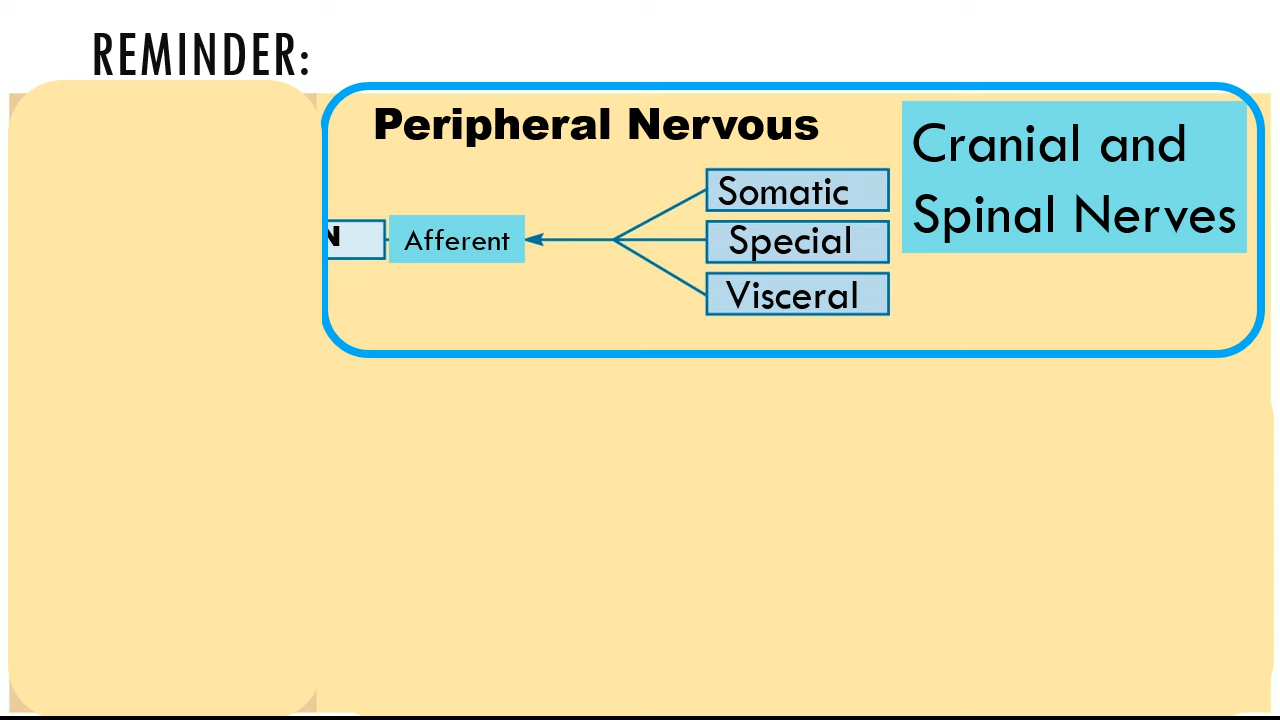 REMINDER:
Peripheral Nervous
Cranial and
Spinal Nerves
Somatic
N
Afferent
Special
Visceral